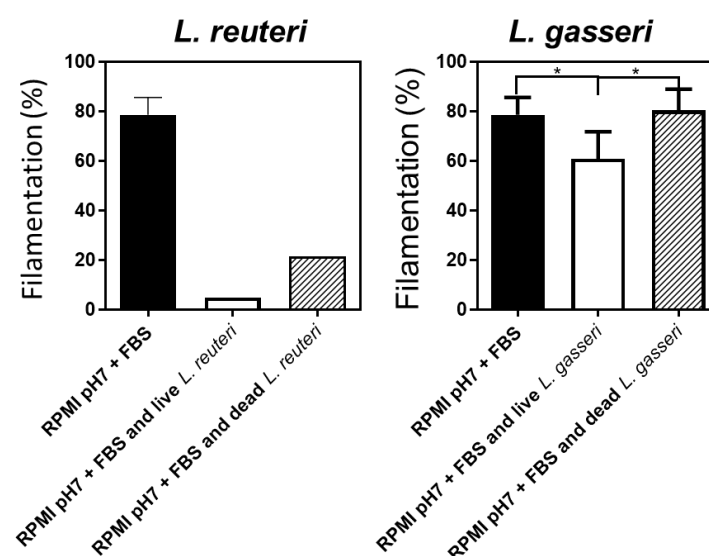 L. reuteri
Filamentation (%)
100
80
60
40
20
0
RPMI pH7 + FBS
RPMI pH7 + FBS and live L. reuteri
RPMI pH7 + FBS and dead L. reuteri
L. gasseri
Filamentation (%)
100
80
60
40
20
0
* *
RPMI pH7 + FBS
RPMI pH7 + FBS and live L. gasseri
RPMI pH7 + FBS and dead L. gasseri